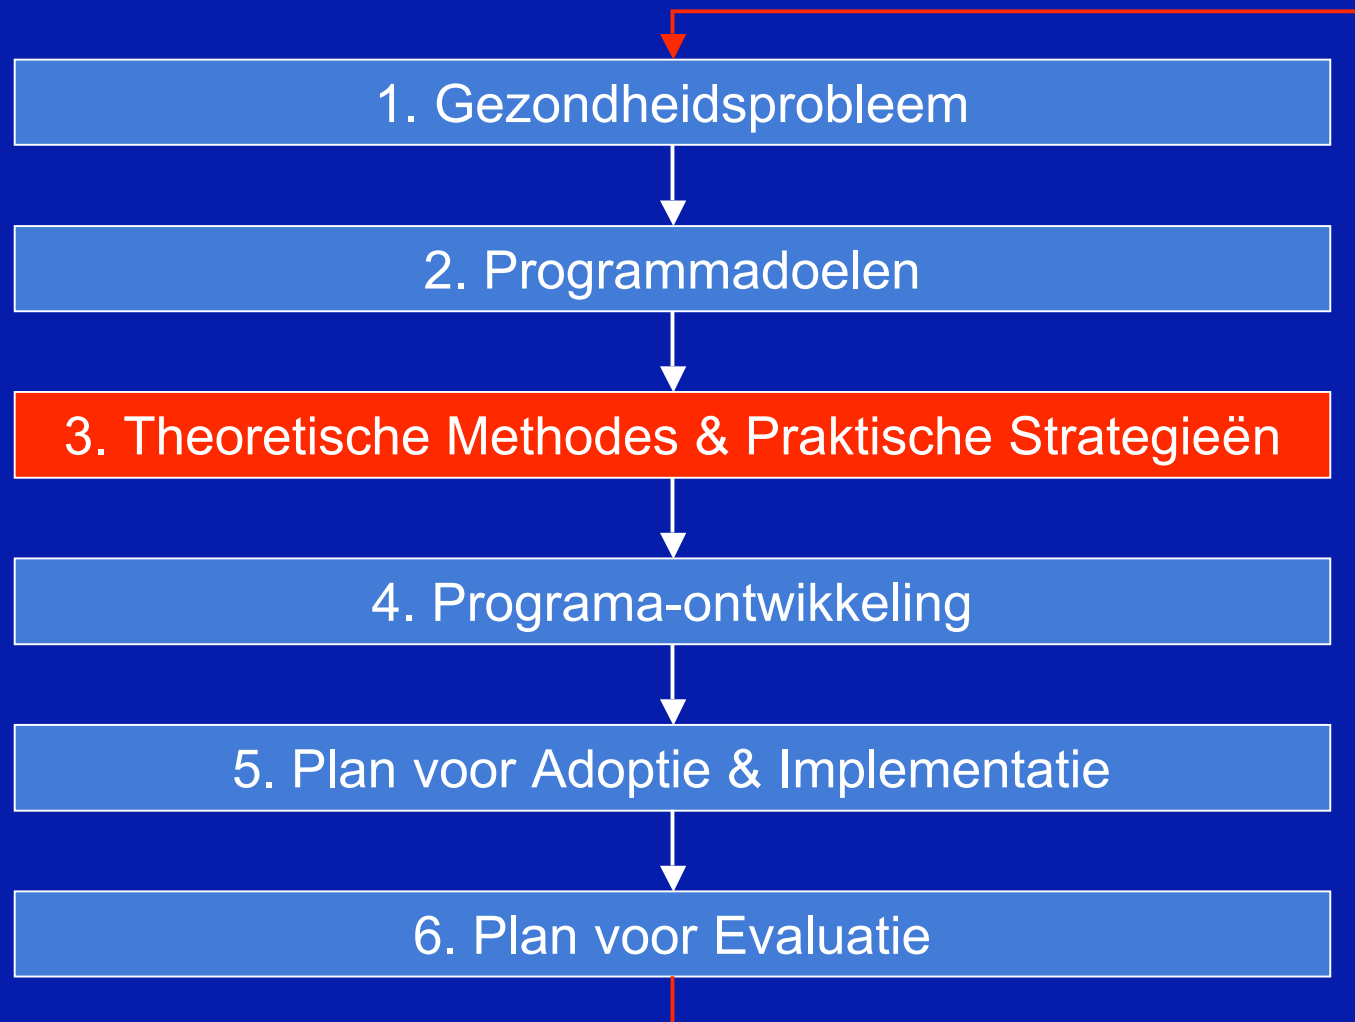 1. Gezondheidsprobleem
2. Programmadoelen
3. Theoretische Methodes & Praktische Strategieën
4. Programa-ontwikkeling
5. Plan voor Adoptie & Implementatie
6. Plan voor Evaluatie